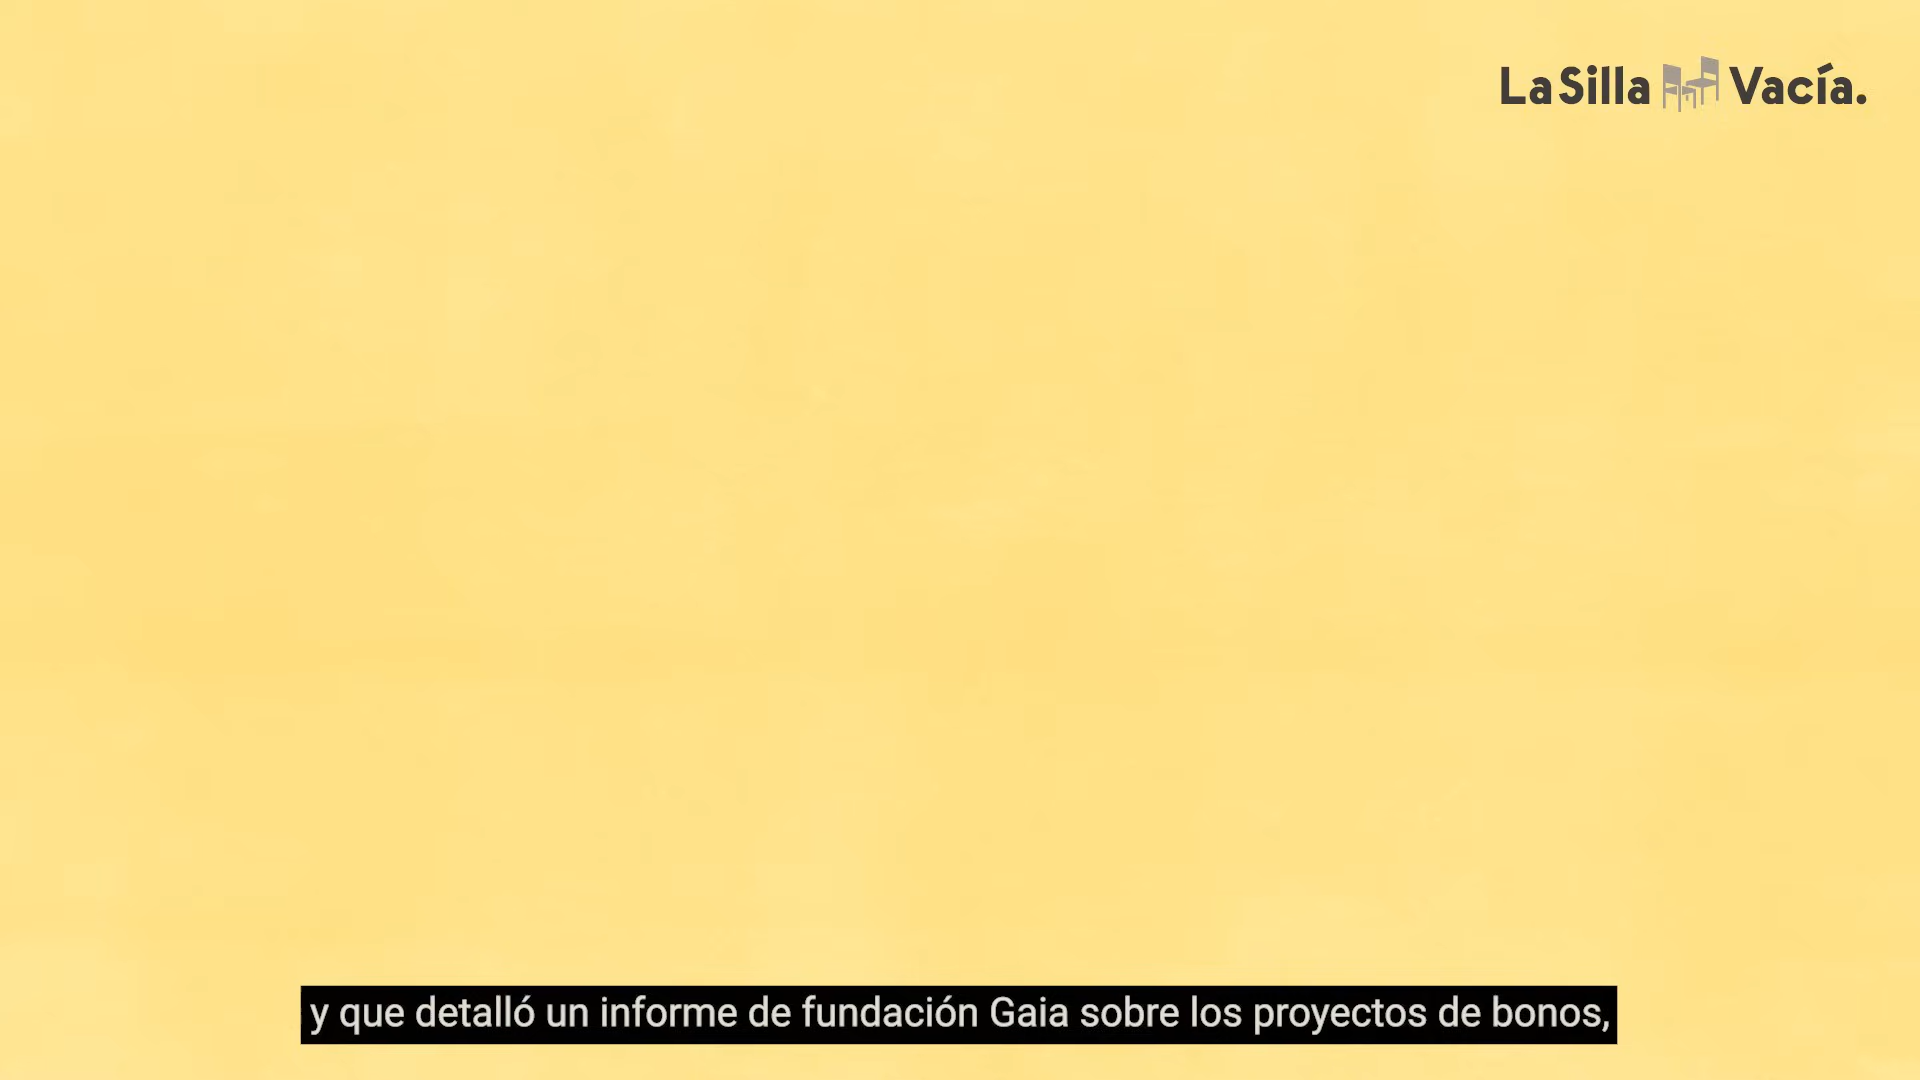 La Silla Vacía.
y que detalló un informe de fundación Gaia sobre los proyectos de bonos,